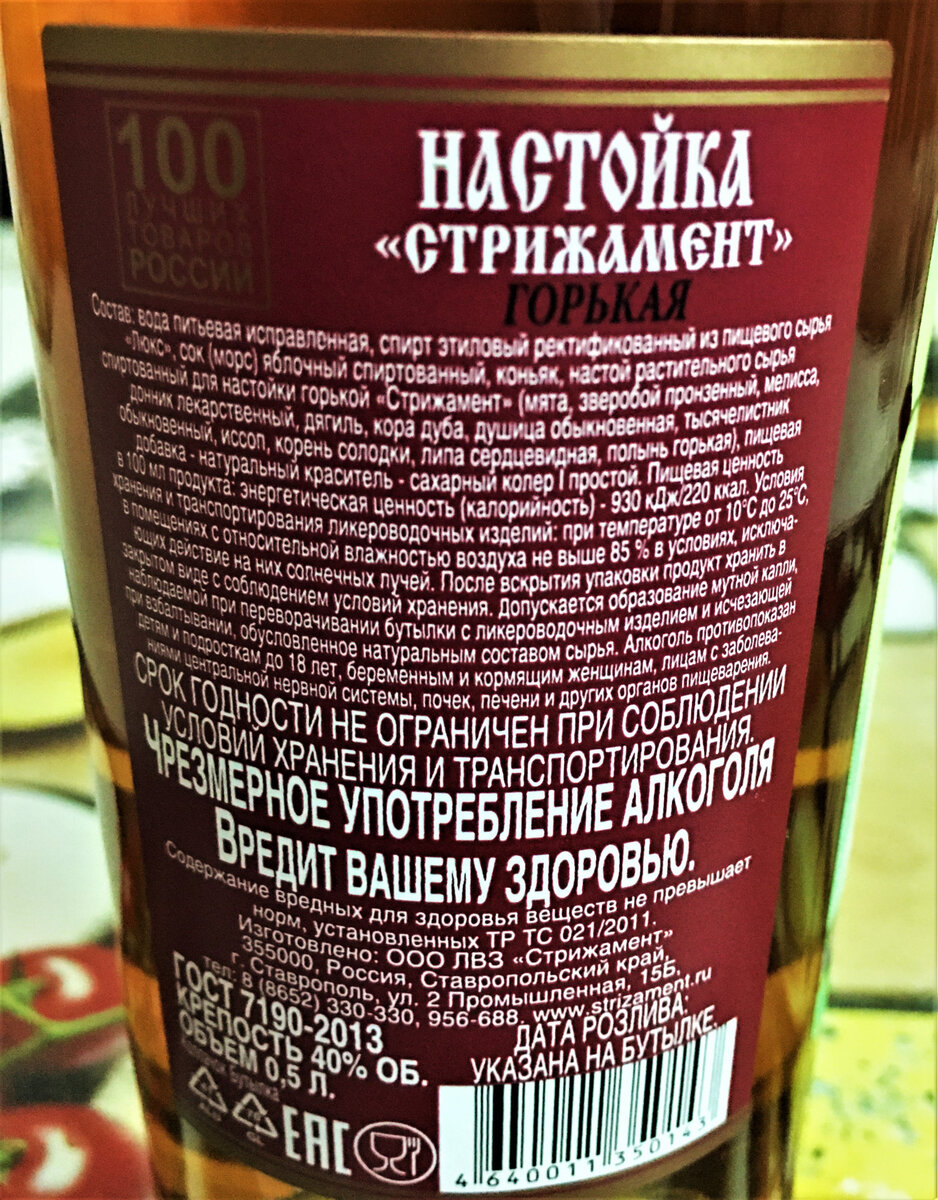 100
ЛУЧШИХ
ТОВАРОВ
РОССИИ
НАСТОЙКА
«СТРИЖАМЕНТ»
ГОРЬКАЯ
Состав: вода питьевая исправленная, спирт этиловый ректификованный из пищевого сырья
«Люкс», сок (морс) яблочный спиртованный, коньяк, настой растительного сырья
спиртованный для настойки горькой «Стрижамент» (мята, зверобой пронзенный, мелисса,
донник лекарственный, дягиль, кора дуба, душица обыкновенная, тысячелистник
обыкновенный, иссоп, корень солодки, липа сердцевидная, полынь горькая), пищевая
добавка - натуральный краситель - сахарный колер I простой. Пищевая ценность
в 100 мл продукта: энергетическая ценность (калорийность) - 930 кДж/220 ккал. Условия
хранения и транспортирования ликероводочных изделий: при температуре от 10°С до 25°С,
в помещениях с относительной влажностью воздуха не выше 85 % в условиях, исключа-
ющих действие на них солнечных лучей. После вскрытия упаковки продукт хранить в
закрытом виде с соблюдением условий хранения. Допускается образование мутной капли,
наблюдаемой при переворачивании бутылки с ликероводочным изделием и исчезающей
при взбалтывании, обусловленное натуральным составом сырья. Алкоголь противопоказан
детям и подросткам до 18 лет, беременным и кормящим женщинам, лицам с заболева-
ниями центральной нервной системы, почек, печени и других органов пищеварения.
СРОК ГОДНОСТИ НЕ ОГРАНИЧЕН ПРИ СОБЛЮДЕНИИ
УСЛОВИЙ ХРАНЕНИЯ И ТРАНСПОРТИРОВАНИЯ.
ЧРЕЗМЕРНОЕ УПОТРЕБЛЕНИЕ АЛКОГОЛЯ
ВРЕДИТ ВАШЕМУ ЗДОРОВЬЮ.
Содержание вредных для здоровья веществ не превышает
норм, установленных ТР ТС 021/2011.
Изготовлено: ООО ЛВЗ «Стрижамент»
355000, Россия, Ставропольский край,
г. Ставрополь, ул. 2 Промышленная, 15Б,
тел: 8 (8652) 330-330, 956-688. www.strizament.ru
ГОСТ 7190-2013
КРЕПОСТЬ 40% ОБ.
ОБЪЕМ 0,5 Л.
ДАТА РОЗЛИВА:
УКАЗАНА НА БУТЫЛКЕ.
GL
EAC
4 640011 350143